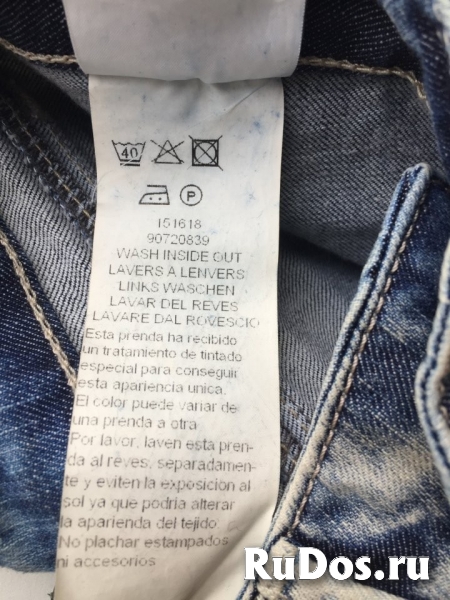 40
P
151618
90720839
WASH INSIDE OUT
LAVERS A LENVERS
LINKS WASCHEN
LAVAR DEL REVES
LAVARE DAL ROVESCIO
Esta prenda ha recibido
un tratamiento de tintado
especial para conseguir
esta apariencia unica.
El color puede variar de
una prenda a otra
Por favor, laven esta pren-
da al reves, separadamen-
te y eviten la exposicion al
sol ya que podria alterar
la aparienda del tejido
No planchar estampados
ni accesorios
RuDos.ru